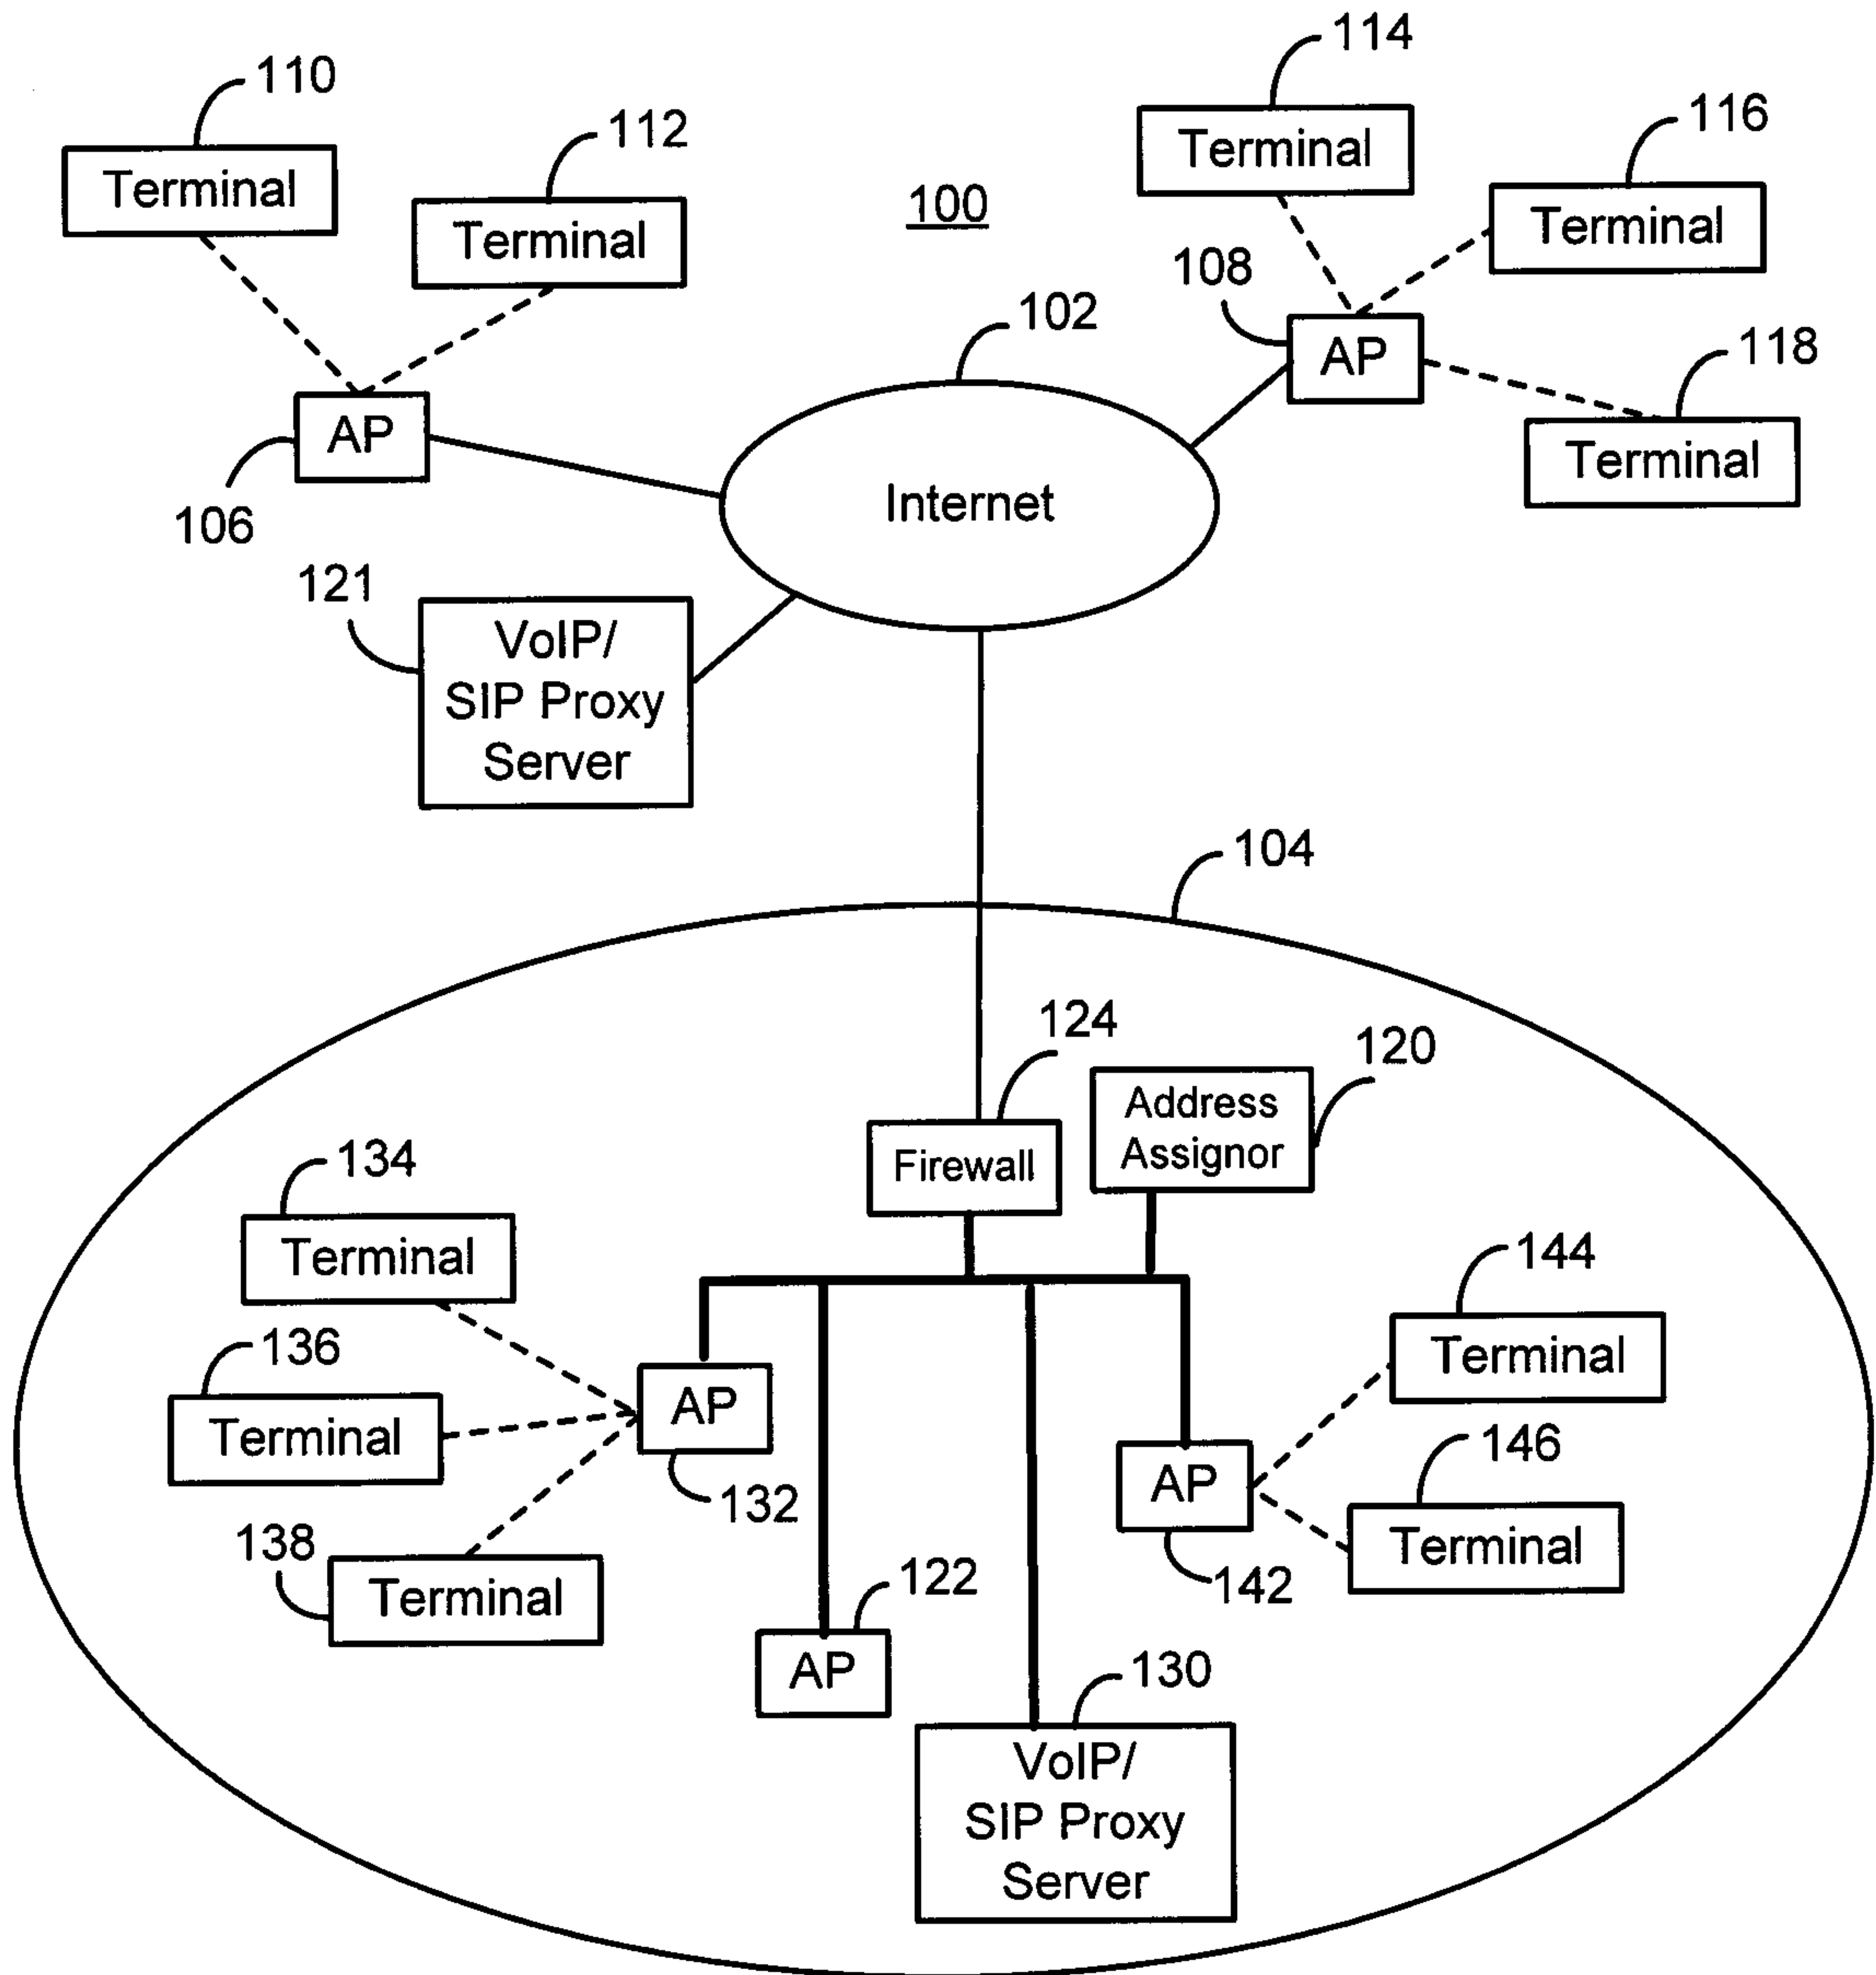 114
110
116
112
Terminal
Terminal
100
Terminal
Terminal
108
102
118
AP
AP
Terminal
Internet
106
121
VoIP/
SIP Proxy
Server
104
124
120
Address
Assignor
134
Firewall
144
Terminal
136
Terminal
AP
Terminal
146
132
AP
138
Terminal
122
142
Terminal
AP
130
VoIP/
SIP Proxy
Server